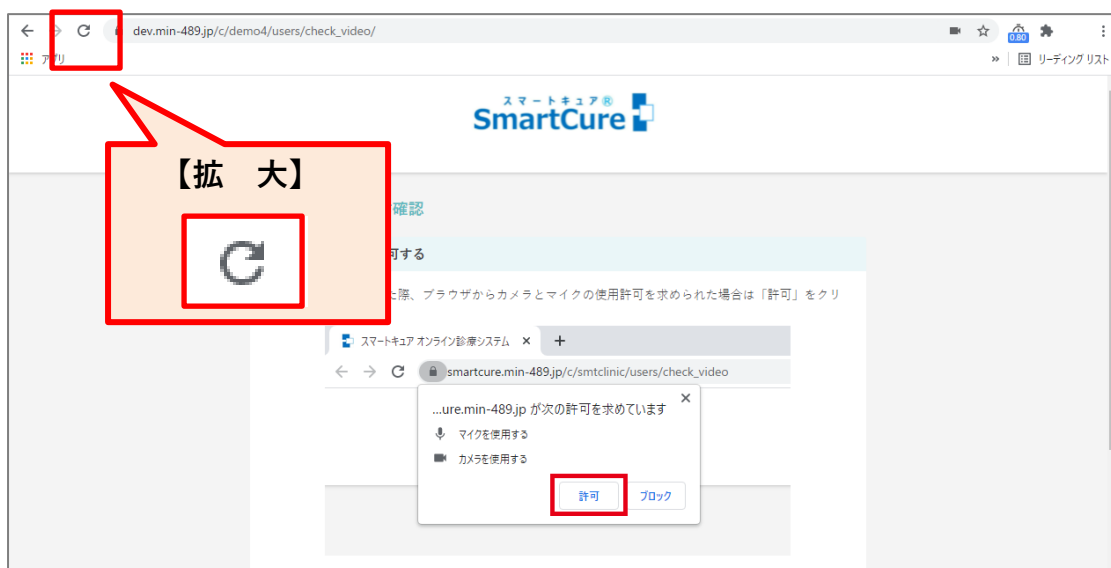 dev.min-489.jp/c/demo4/users/check_video/
0.80
アプリ
» リーディングリスト
スマートキュア®
SmartCure
【拡 大】
確認
可する
た際、ブラウザからカメラとマイクの使用許可を求められた場合は「許可」をクリ
スマートキュア オンライン診療システム × +
smartcure.min-489.jp/c/smtclinic/users/check_video
...ure.min-489.jp が次の許可を求めています ×
マイクを使用する
カメラを使用する
許可 ブロック